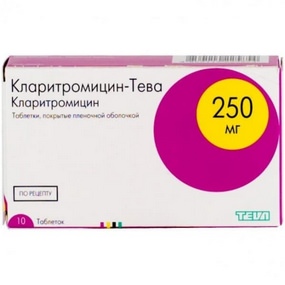 Кларитромицин-Тева
Кларитромицин
Таблетки, покрытые пленочной оболочкой
250
мг
ПО РЕЦЕПТУ
10 Таблеток
TEVA